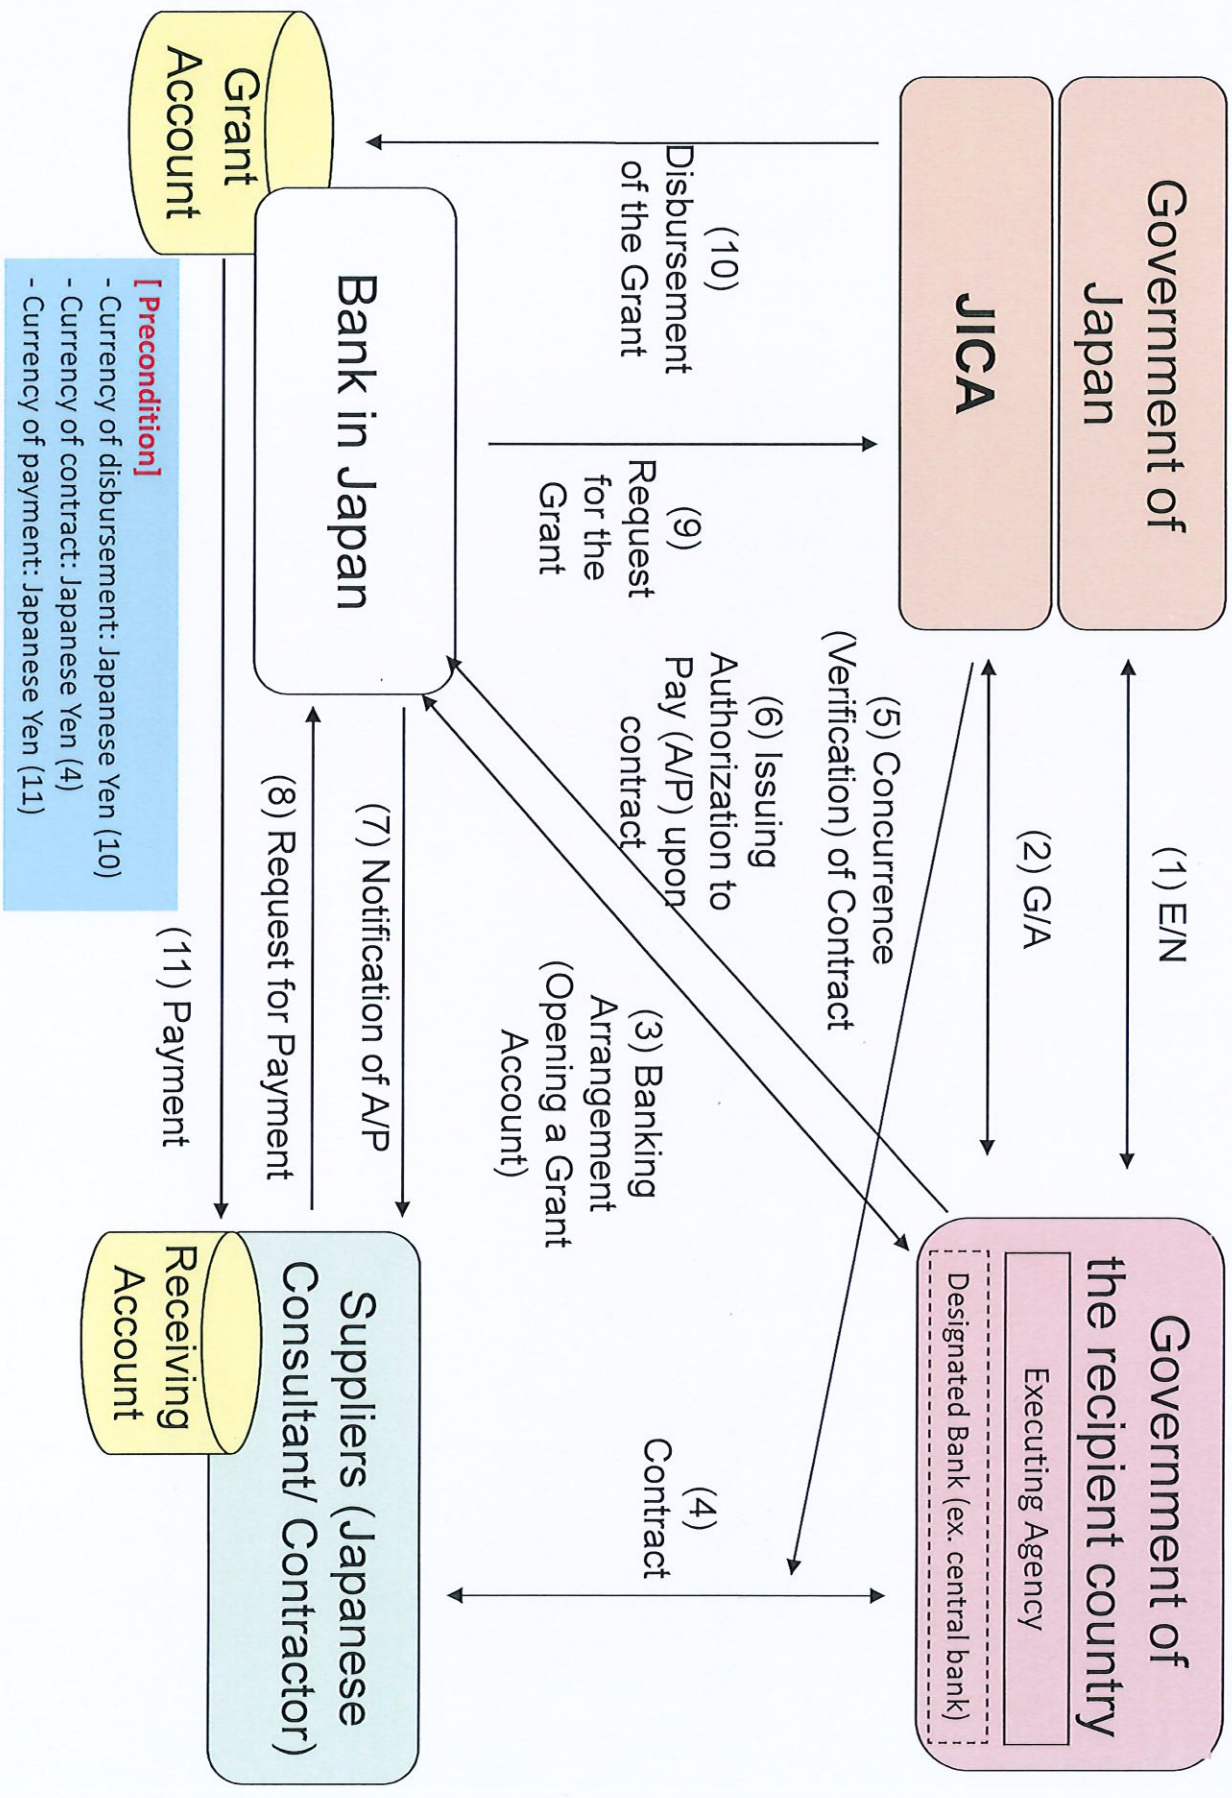 Government of
Japan
JICA
(1) E/N
(2) G/A
Government of
the recipient country
Executing Agency
Designated Bank (ex. central bank)
(5) Concurrence
(Verification) of Contract
(10)
Disbursement
of the Grant
(9)
Request
for the
Grant
(6) Issuing
Authorization to
Pay (A/P) upon
contract
(3) Banking
Arrangement
(Opening a Grant
Account)
(4)
Contract
Bank in Japan
Grant
Account
(7) Notification of A/P
(8) Request for Payment
(11) Payment
Suppliers (Japanese
Consultant/ Contractor)
Receiving
Account
[ Precondition]
- Currency of disbursement: Japanese Yen (10)
- Currency of contract: Japanese Yen (4)
- Currency of payment: Japanese Yen (11)